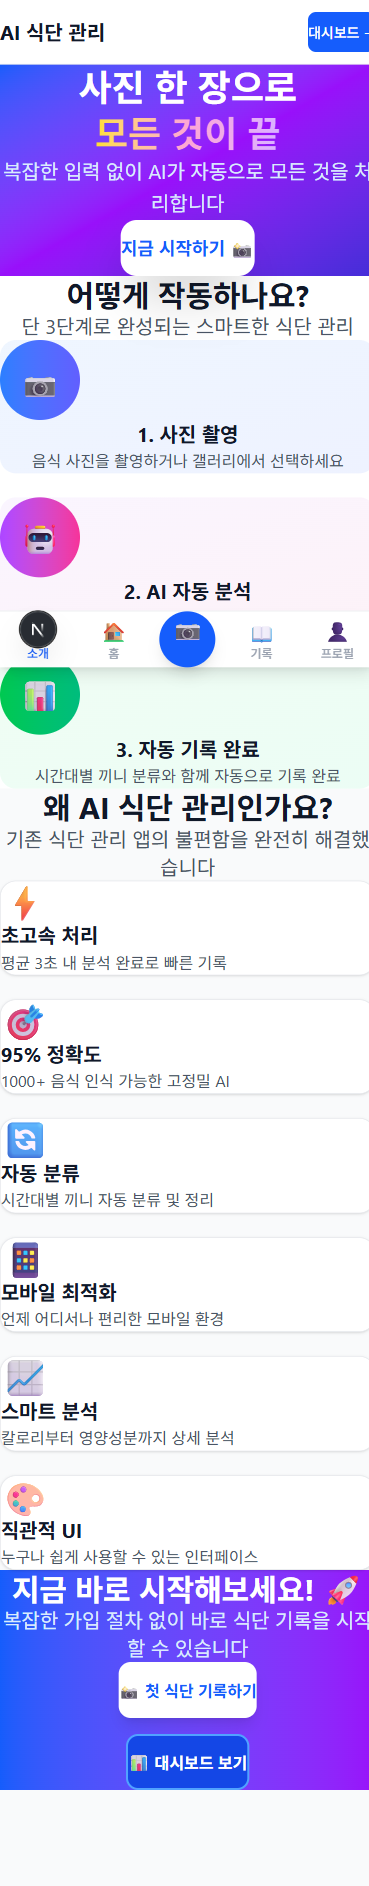 AI 식단 관리
대시보드
사진 한 장으로
모든 것이 끝
복잡한 입력 없이 AI가 자동으로 모든 것을 처
리합니다
지금 시작하기
어떻게 작동하나요?
단 3단계로 완성되는 스마트한 식단 관리
1. 사진 촬영
음식 사진을 촬영하거나 갤러리에서 선택하세요
2. AI 자동 분석
N
소개
홈
기록
프로필
3. 자동 기록 완료
시간대별 끼니 분류와 함께 자동으로 기록 완료
왜 AI 식단 관리인가요?
기존 식단 관리 앱의 불편함을 완전히 해결했
습니다
초고속 처리
평균 3초 내 분석 완료로 빠른 기록
95% 정확도
1000+ 음식 인식 가능한 고정밀 AI
자동 분류
시간대별 끼니 자동 분류 및 정리
모바일 최적화
언제 어디서나 편리한 모바일 환경
스마트 분석
칼로리부터 영양성분까지 상세 분석
직관적 UI
누구나 쉽게 사용할 수 있는 인터페이스
지금 바로 시작해보세요! 🚀
복잡한 가입 절차 없이 바로 식단 기록을 시작
할 수 있습니다
첫 식단 기록하기
대시보드 보기